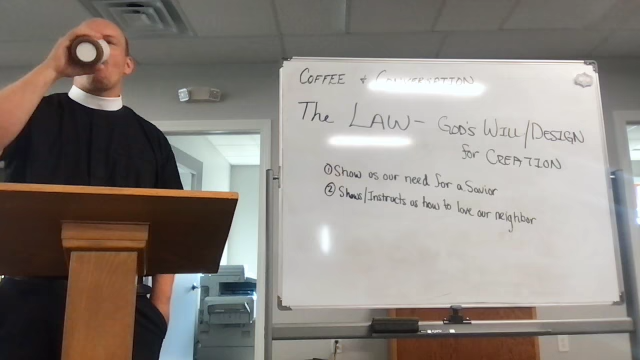 COFFEE & CONVERSATION
The LAW - GOD'S WILL/DESIGN
for CREATION
① Show us our need for a Savior
② Shows/Instructs us how to love our neighbor